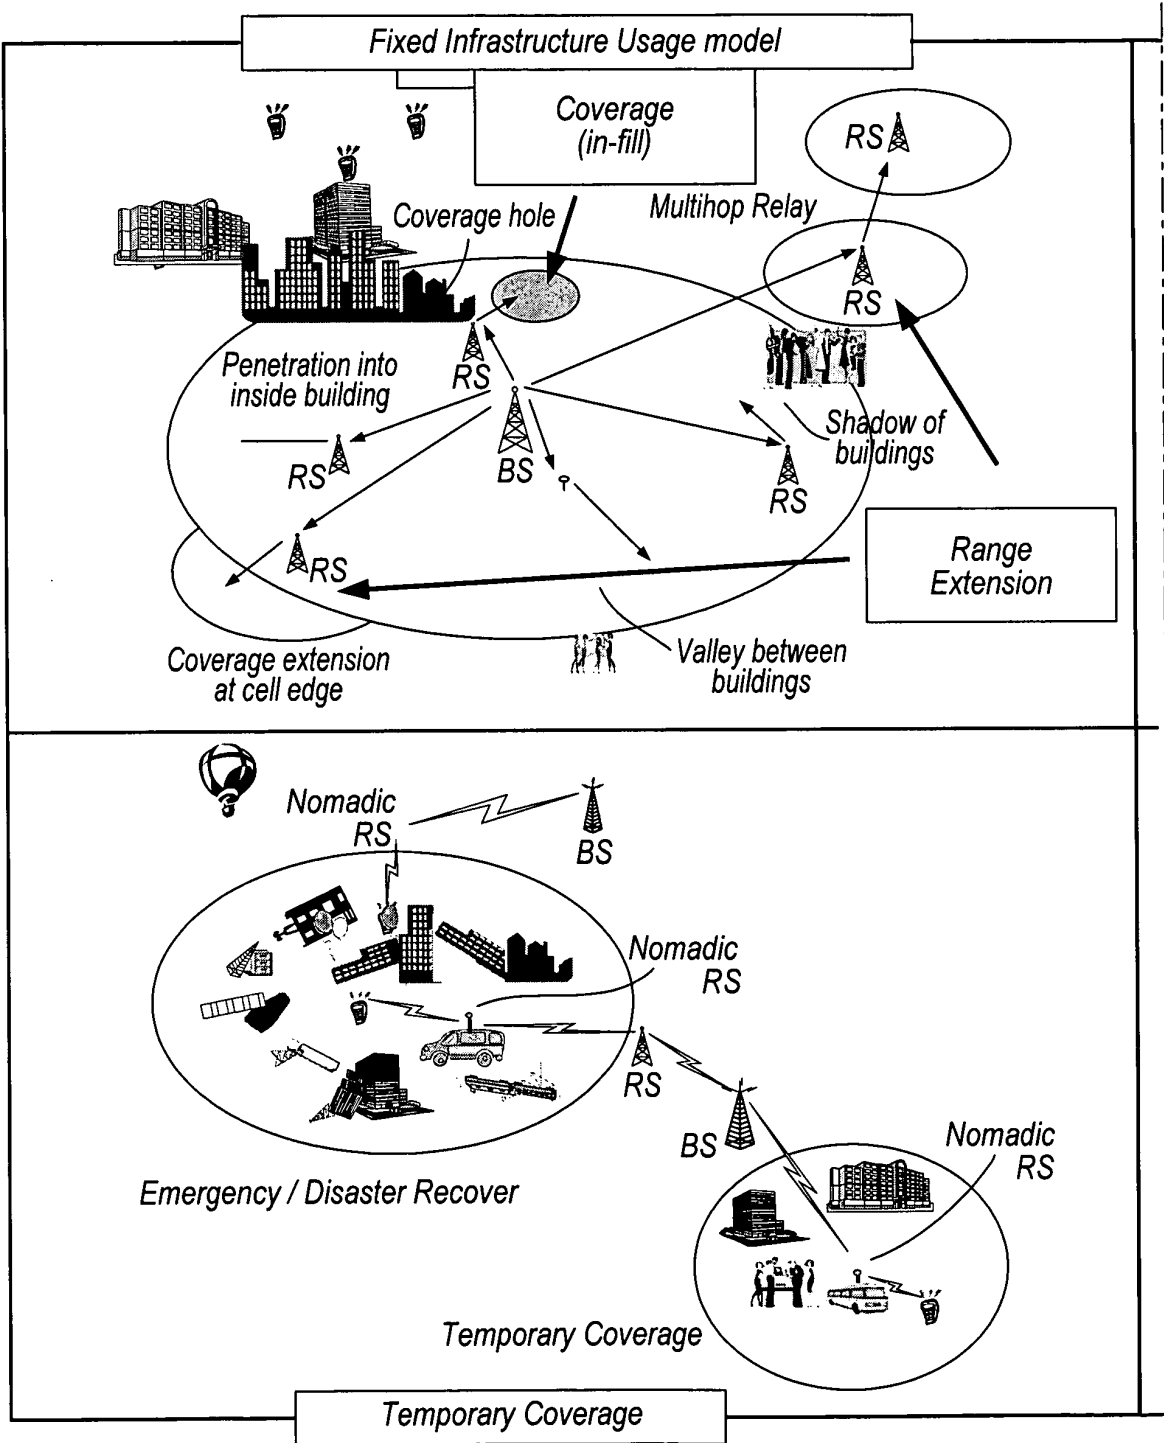 Fixed Infrastructure Usage model
Coverage
(in-fill)
RS
Multihop Relay
Coverage hole
RS
Penetration into
inside building
RS
Shadow of
buildings
RS
BS
RS
RS
Range
Extension
Coverage extension
at cell edge
Valley between
buildings
Nomadic
RS
BS
Nomadic
RS
RS
BS
Nomadic
RS
Emergency / Disaster Recover
Temporary Coverage
Temporary Coverage